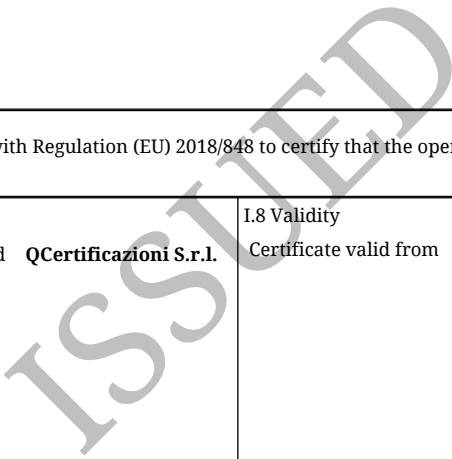 with Regulation (EU) 2018/848 to certify that the oper
I.8 Validity
QCertificazioni S.r.l.
Certificate valid from
ISSUED